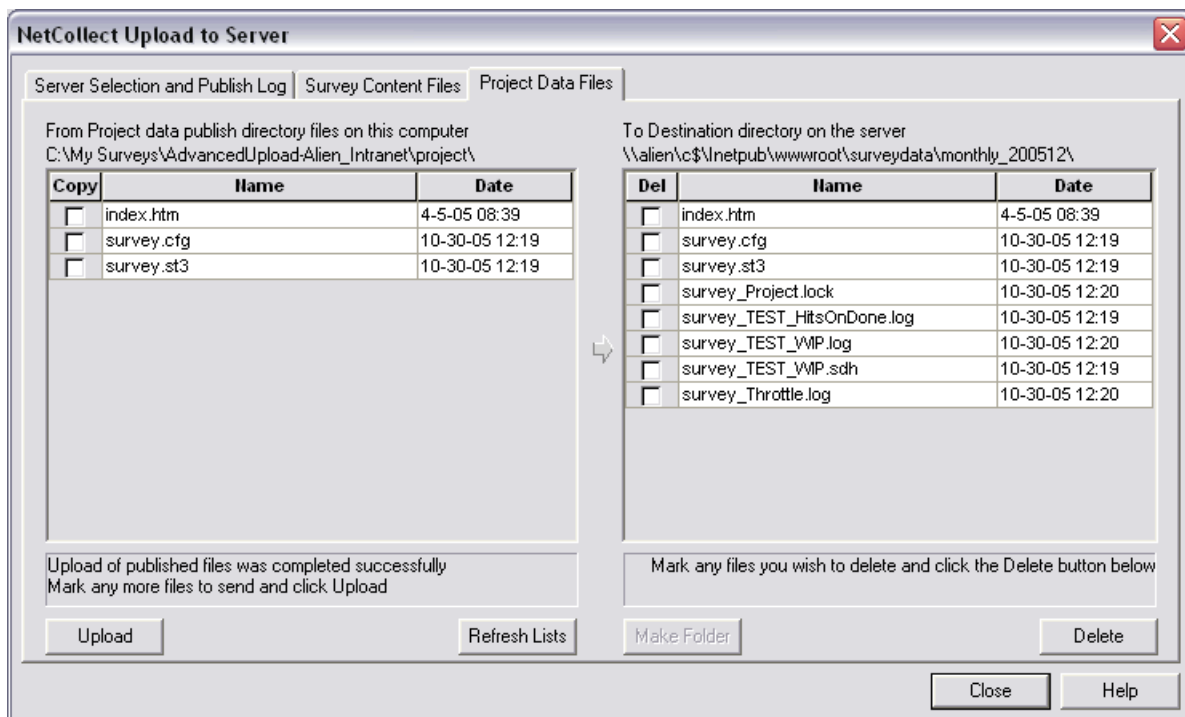 NetCollect Upload to Server
Server Selection and Publish Log
Survey Content Files
Project Data Files
From Project data publish directory files on this computer
C:\My Surveys\AdvancedUpload-Alien_Intranet\project\
Copy Name Date
index.htm 4-5-05 08:39
survey.cfg 10-30-05 12:19
survey.st3 10-30-05 12:19
Upload of published files was completed successfully
Mark any more files to send and click Upload
Upload
Refresh Lists
To Destination directory on the server
\\alien\c$\Inetpub\wwwroot\surveydata\monthly_200512\
Del Name Date
index.htm 4-5-05 08:39
survey.cfg 10-30-05 12:19
survey.st3 10-30-05 12:19
survey_Project.lock 10-30-05 12:20
survey_TEST_HitsOnDone.log 10-30-05 12:19
survey_TEST_WIP.log 10-30-05 12:20
survey_TEST_WIP.sdh 10-30-05 12:19
survey_Throttle.log 10-30-05 12:20
Mark any files you wish to delete and click the Delete button below
Make Folder
Delete
Close
Help